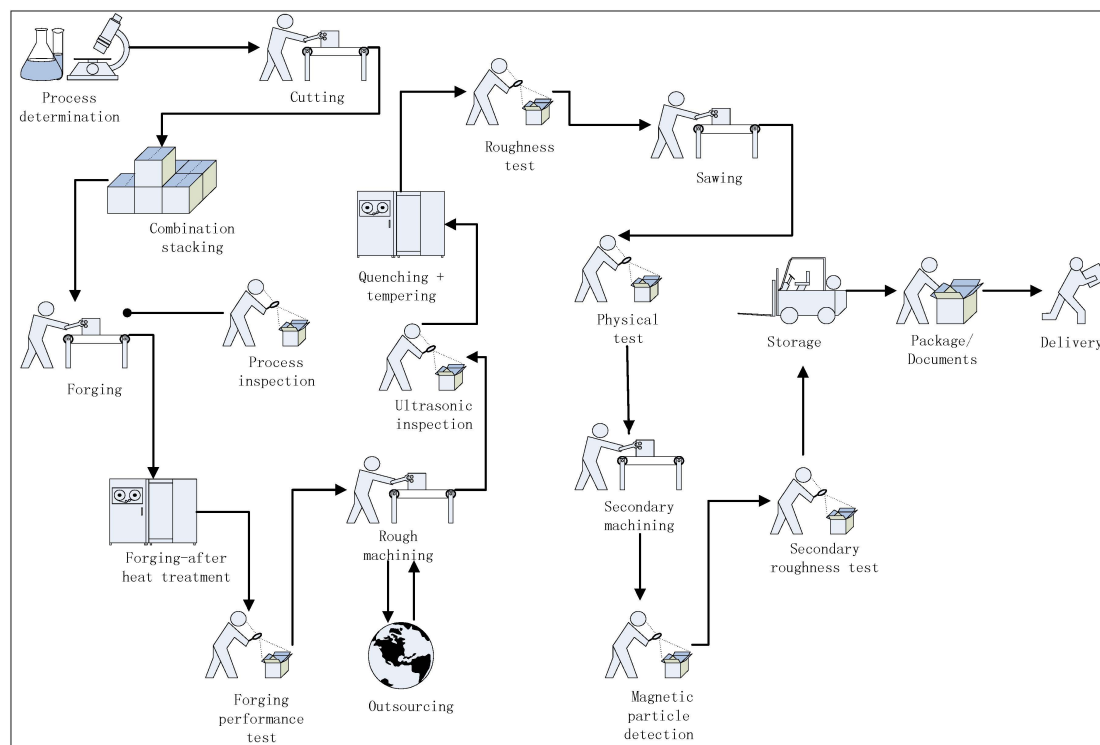 Process
determination
Cutting
Combination
stacking
Forging
Process
inspection
Forging-after
heat treatment
Forging
performance
test
Rough
machining
Outsourcing
Ultrasonic
inspection
Quenching +
tempering
Roughness
test
Sawing
Physical
test
Secondary
machining
Magnetic
particle
detection
Secondary
roughness test
Storage
Package/
Documents
Delivery